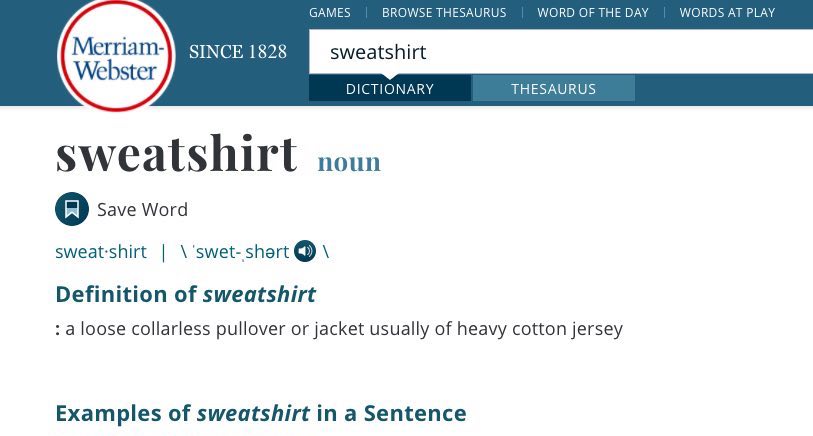 GAMES | BROWSE THESAURUS | WORD OF THE DAY | WORDS AT PLAY
Merriam-
Webster
SINCE 1828
sweatshirt
DICTIONARY THESAURUS
sweatshirt noun
Save Word
sweat·shirt | \ ˈswet-ˌshərt \
Definition of sweatshirt
: a loose collarless pullover or jacket usually of heavy cotton jersey
Examples of sweatshirt in a Sentence